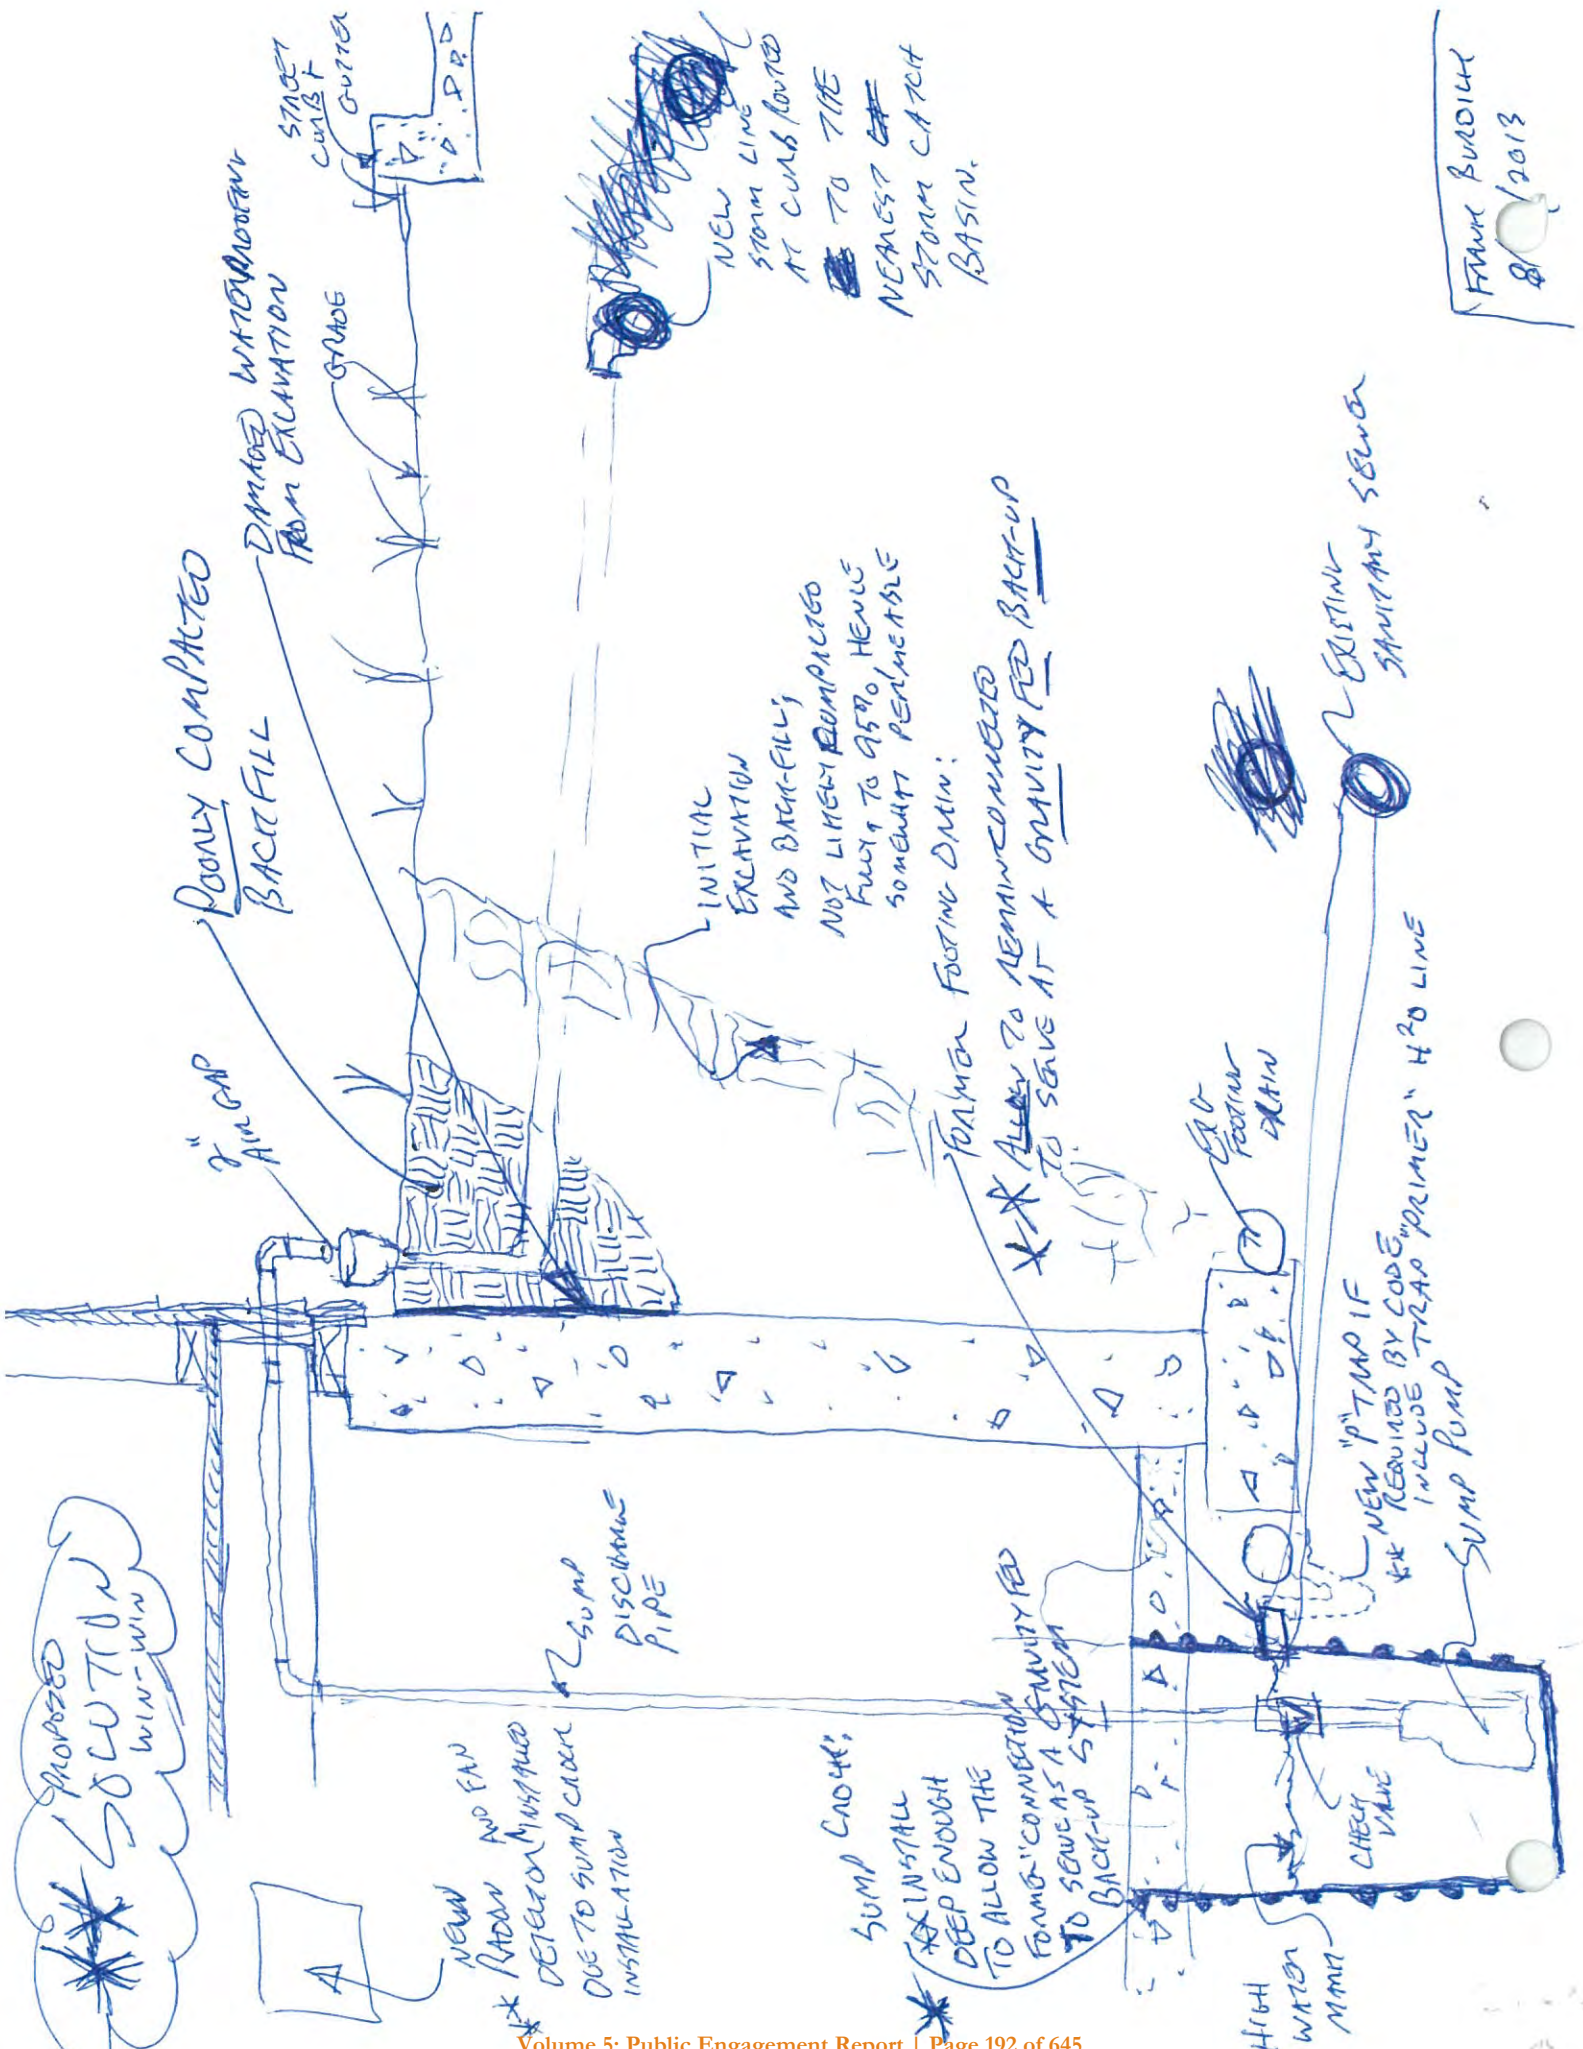 PROPOSED
SOLUTION
WIN-WIN
2"
AIR GAP
POORLY COMPACTED
BACKFILL
DAMAGED WATERPROOFING
FROM EXCAVATION
GRADE
STREET
CURB +
GUTTER
NEW
RADON AND FAN
DETECTOR INSTALLED
DUE TO SUMP CROCK
INSTALLATION
SUMP
DISCHARGE
PIPE
INITIAL
EXCAVATION
AND BACK-FILL;
NOT LIKELY COMPACTED
FULLY TO 95% HENCE
SOMEWHAT PERMEABLE
NEW
STORM LINE
AT CURB ROUTED
TO THE
NEAREST
STORM CATCH
BASIN.
SUMP CROCK:
INSTALL
DEEP ENOUGH
TO ALLOW THE
FORMER "CONNECTION
TO SERVE AS A GRAVITY FED
BACK-UP SYSTEM
FORMER FOOTING DRAIN:
ALLOW TO REMAIN CONNECTED
TO SERVE AS A GRAVITY FED BACK-UP
EXG
FOOTING
DRAIN
EXISTING
SANITARY SEWER
HIGH
WATER
MARK
CHECK
VALVE
NEW "P" TRAP IF
** REQUIRED BY CODE,
INCLUDE TRAP "PRIMER" H2O LINE
SUMP PUMP
FRANK BURDICK
8/ /2013
Volume 5: Public Engagement Report | Page 192 of 645